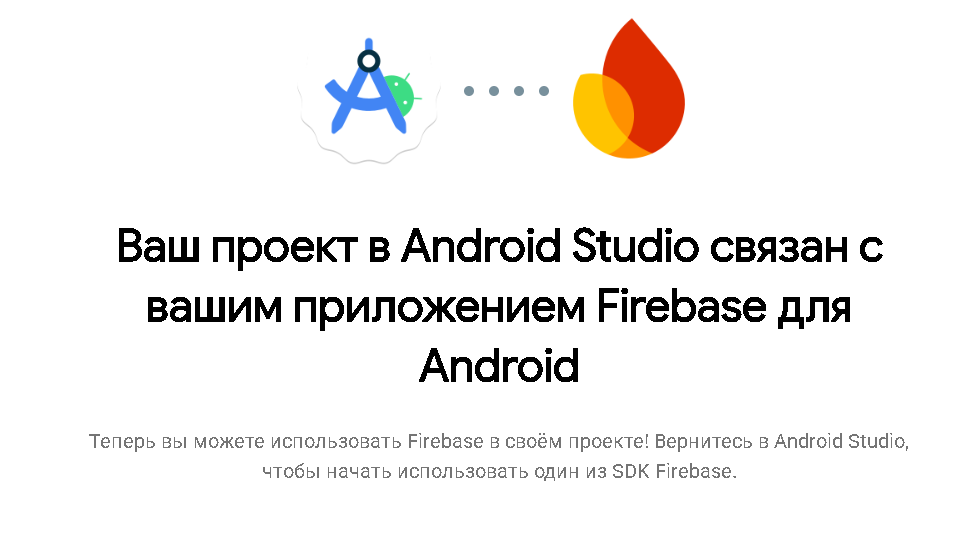 Ваш проект в Android Studio связан с
вашим приложением Firebase для
Android
Теперь вы можете использовать Firebase в своём проекте! Вернитесь в Android Studio,
чтобы начать использовать один из SDK Firebase.